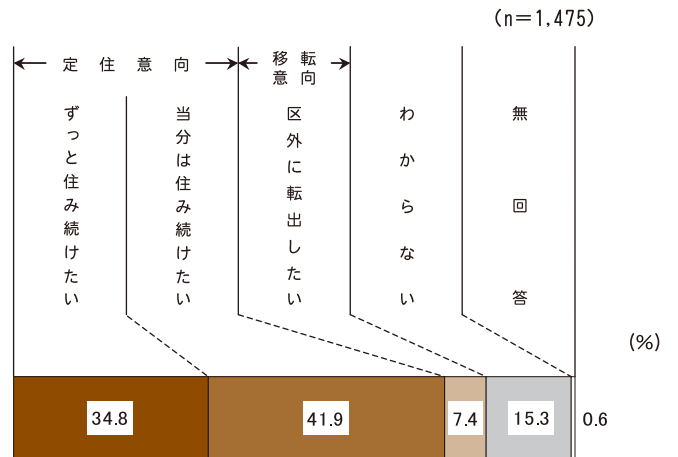 (n=1,475)
定住意向
移転
意向
ずっと住み続けたい
当分は住み続けたい
区外に転出したい
わからない
無回答
(%)
34.8
41.9
7.4
15.3
0.6